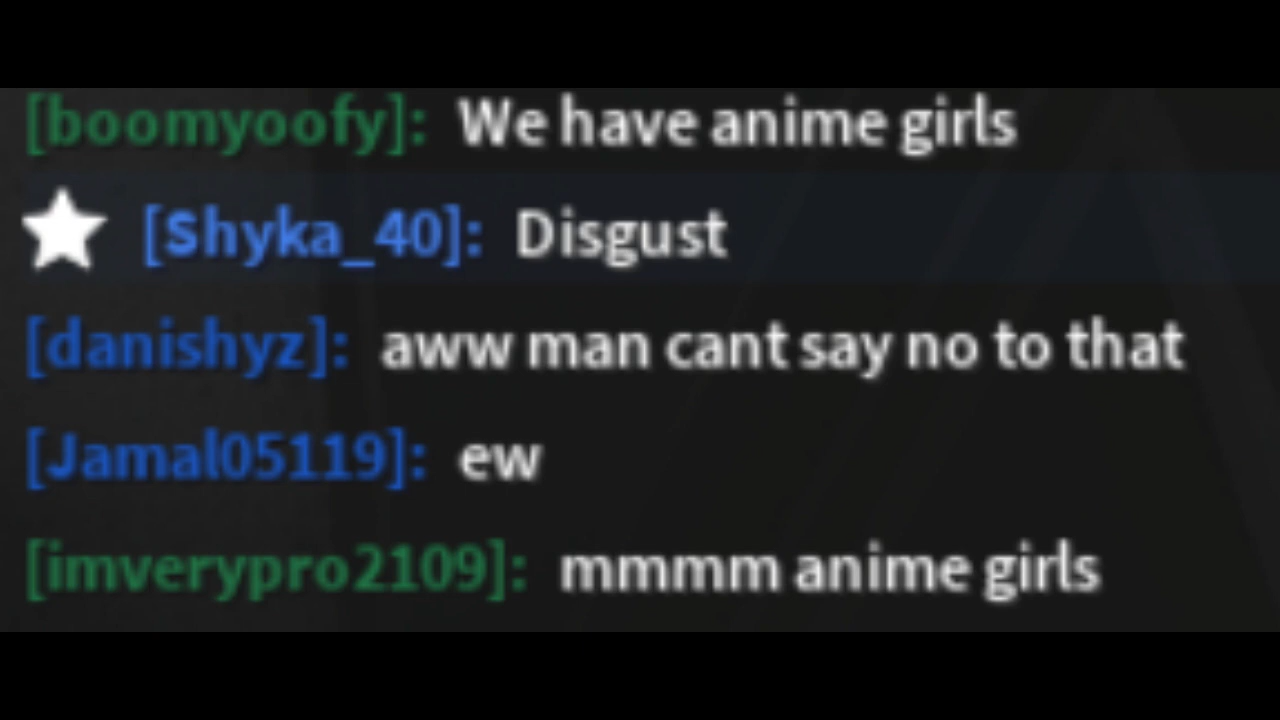 [boomyoofy]: We have anime girls
[Shyka_40]: Disgust
[danishyz]: aww man cant say no to that
[Jamal05119]: ew
[imverypro2109]: mmmm anime girls